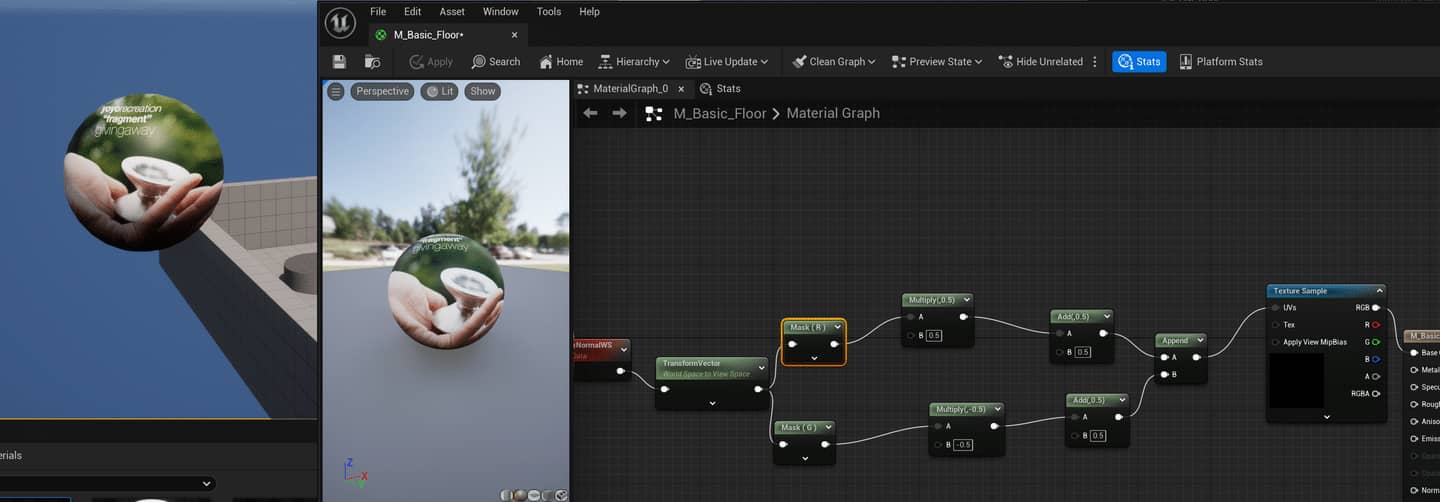 File Edit Asset Window Tools Help
M_Basic_Floor*
Apply Search Home Hierarchy Live Update Clean Graph Preview State Hide Unrelated Stats Platform Stats
Perspective Lit Show
MaterialGraph_0 Stats
M_Basic_Floor Material Graph
joyorecreation
"fragment"
givingaway
"fragment"
givingaway
NormalWS
Data
TransformVector
World Space to View Space
Mask ( R )
Mask ( G )
Multiply(,0.5)
A
B 0.5
Multiply(,-0.5)
A
B -0.5
Add(,0.5)
A
B 0.5
Add(,0.5)
A
B 0.5
Append
A
B
Texture Sample
UVs RGB
Tex R
Apply View MipBias G
B
A
RGBA
M_Basic
Base
Metal
Specu
Roug
Aniso
Emiss
Norm
erials
Z
X